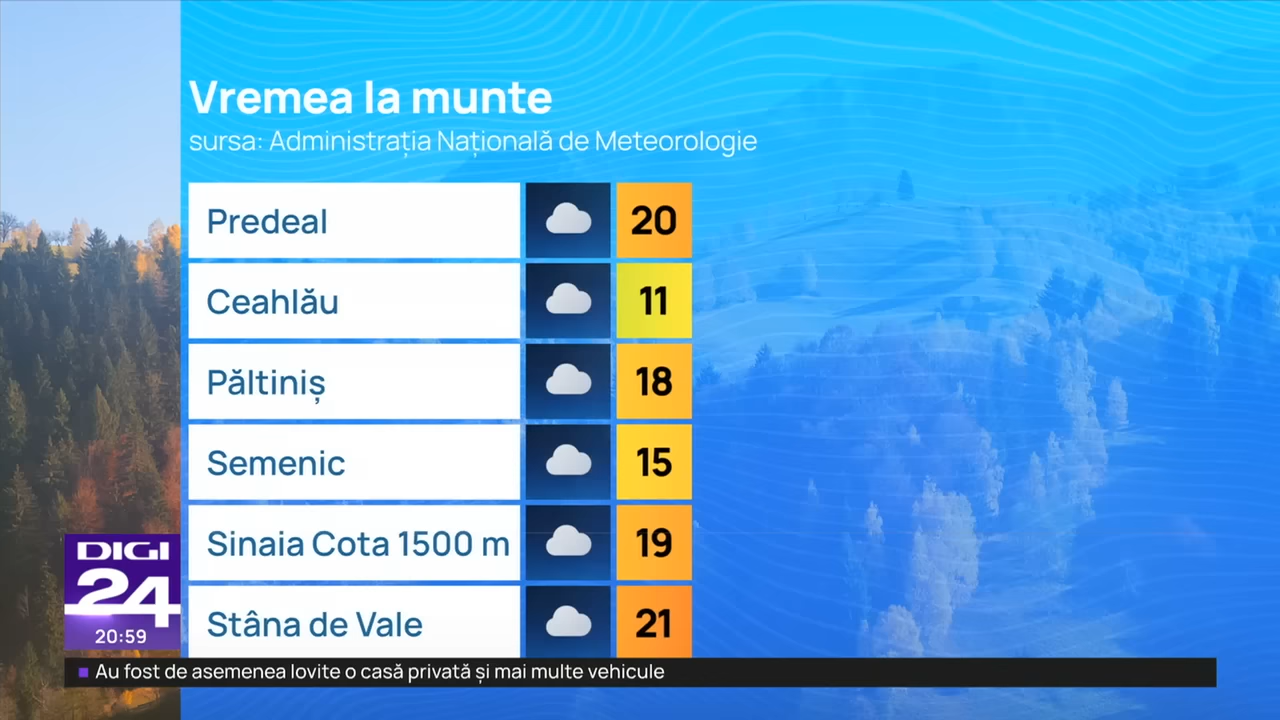 Vremea la munte
sursa: Administrația Națională de Meteorologie
Predeal 20
Ceahlău 11
Păltiniș 18
Semenic 15
Sinaia Cota 1500 m 19
Stâna de Vale 21
DIGI
24
20:59
Au fost de asemenea lovite o casă privată și mai multe vehicule